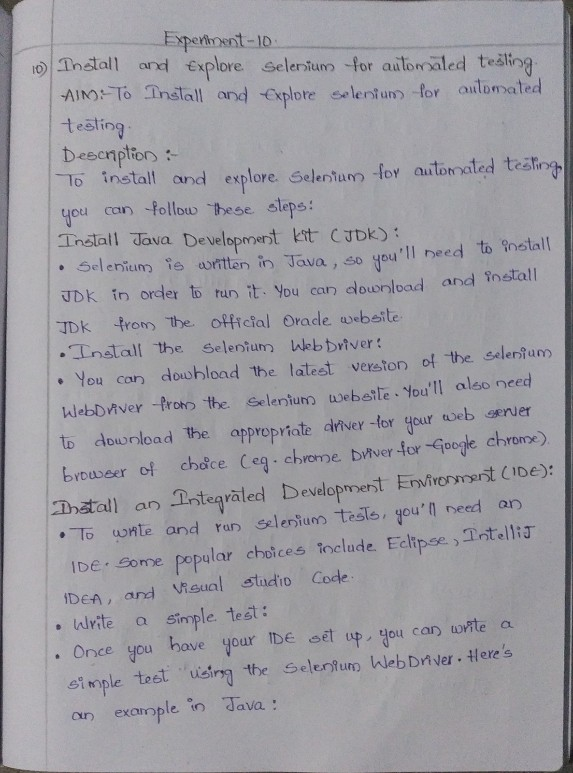 Experiment-10.
10) Install and Explore Selenium for automated testing.
AIM:- To Install and Explore selenium for automated
testing.
Description :-
To install and explore Selenium for automated testing,
you can follow these steps:
Install Java Development kit (JDK):
• Selenium is written in Java, so you'll need to install
JDK in order to run it. You can download and install
JDK from the official Oracle website.
• Install the Selenium WebDriver:
• You can download the latest version of the selenium
WebDriver from the Selenium website. You'll also need
to download the appropriate driver for your web server
browser of choice (eg. chrome Driver for Google chrome).
Install an Integrated Development Environment (IDE):
• To write and run selenium tests, you'll need an
IDE. Some popular choices include Eclipse, IntelliJ
IDEA, and Visual studio Code.
• Write a simple test:
• Once you have your IDE set up, you can write a
simple test using the Selenium WebDriver. Here's
an example in Java: